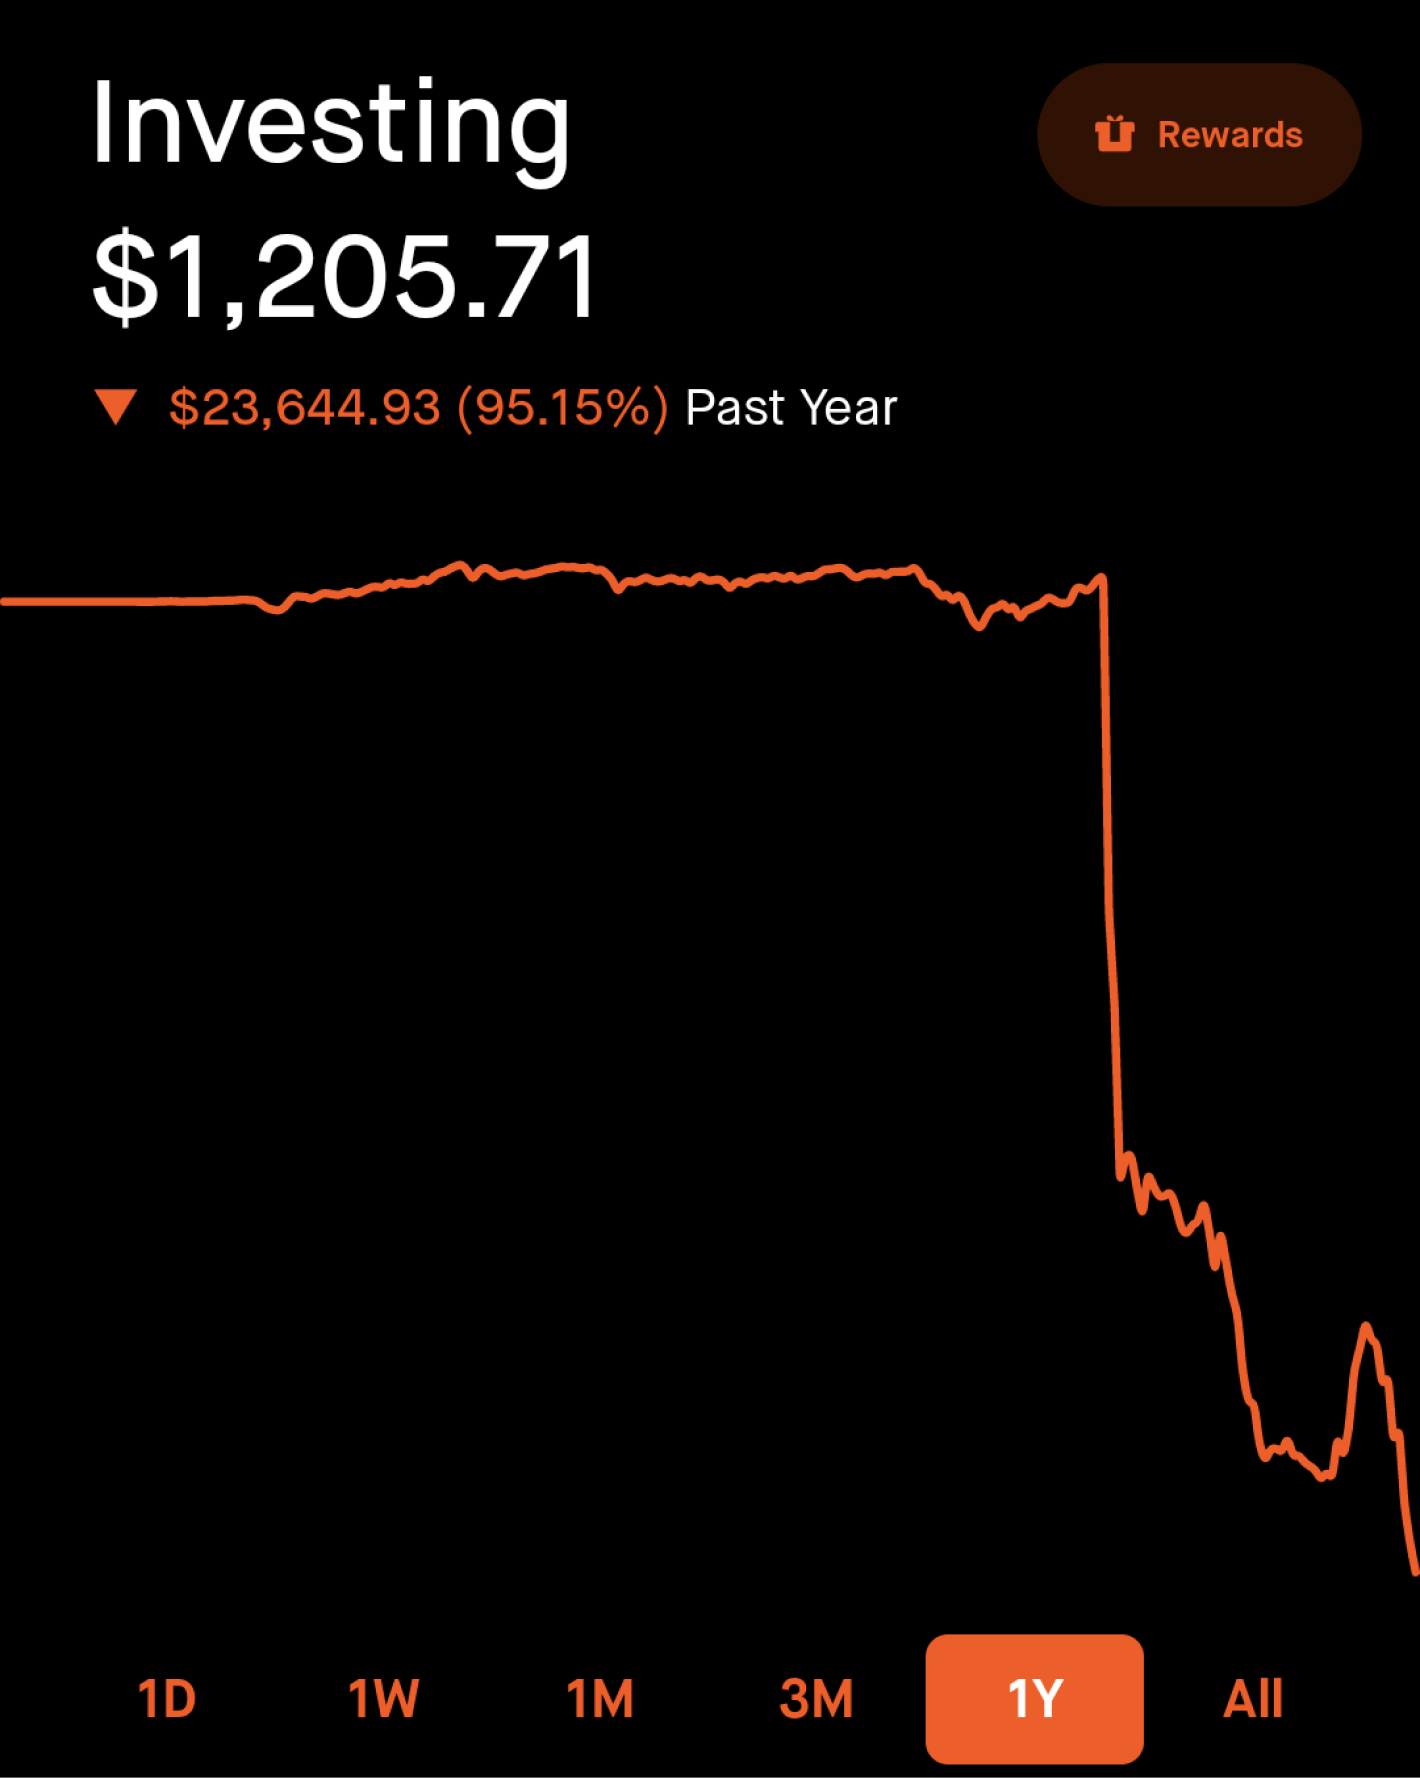 Investing
Rewards
$1,205.71
▼ $23,644.93 (95.15%) Past Year
1D 1W 1M 3M 1Y All